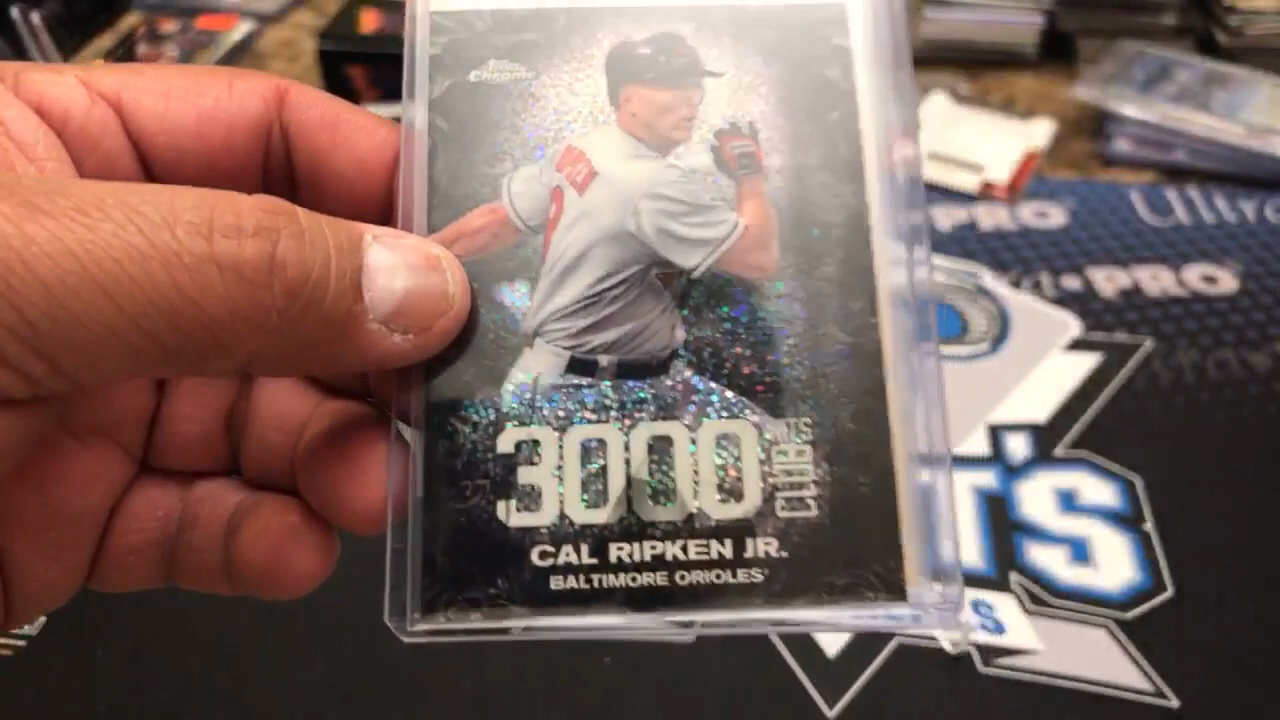 Topps
Chrome
3000
HITS
CLUB
CAL RIPKEN JR.
BALTIMORE ORIOLES
PRO
Ultra
PRO
T'S
S